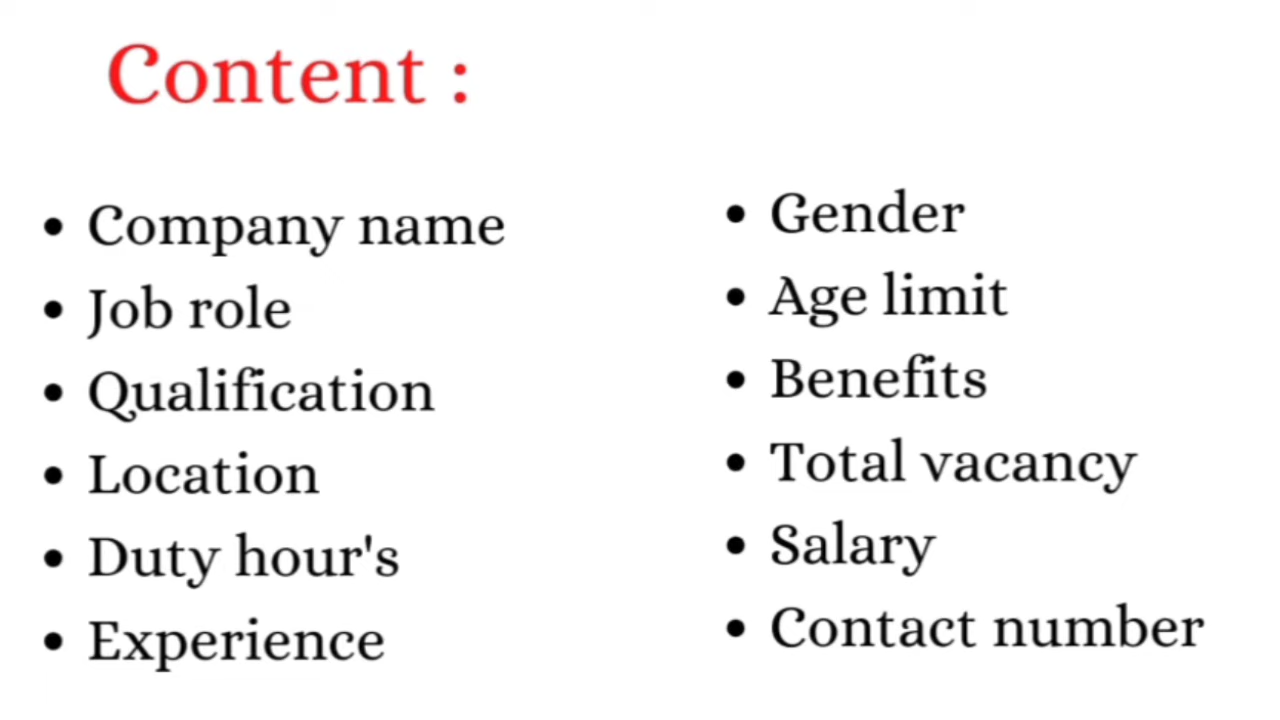 Content :
• Company name
• Job role
• Qualification
• Location
• Duty hour's
• Experience
• Gender
• Age limit
• Benefits
• Total vacancy
• Salary
• Contact number